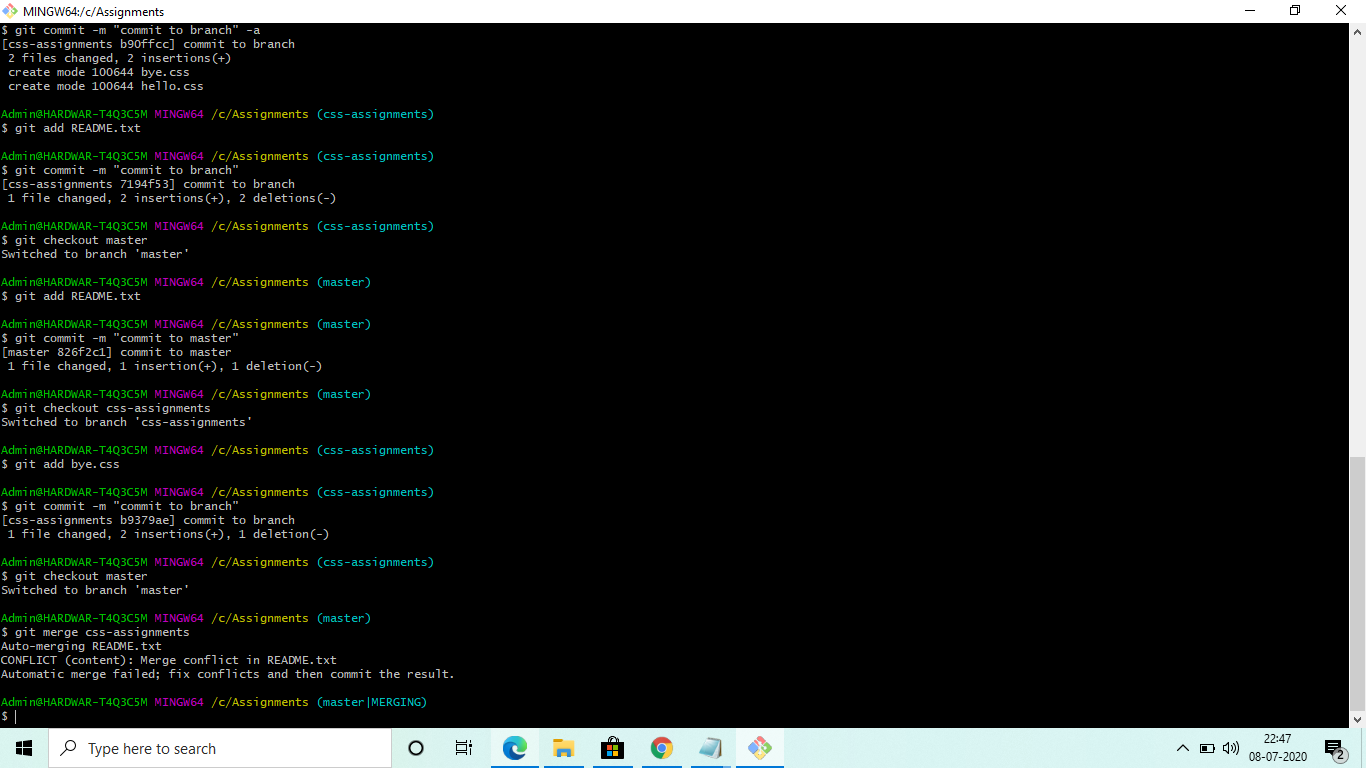 MINGW64:/c/Assignments
$ git commit -m "commit to branch" -a
[css-assignments b90ffcc] commit to branch
 2 files changed, 2 insertions(+)
 create mode 100644 bye.css
 create mode 100644 hello.css
Admin@HARDWAR-T4Q3C5M MINGW64 /c/Assignments (css-assignments)
$ git add README.txt
Admin@HARDWAR-T4Q3C5M MINGW64 /c/Assignments (css-assignments)
$ git commit -m "commit to branch"
[css-assignments 7194f53] commit to branch
 1 file changed, 2 insertions(+), 2 deletions(-)
Admin@HARDWAR-T4Q3C5M MINGW64 /c/Assignments (css-assignments)
$ git checkout master
Switched to branch 'master'
Admin@HARDWAR-T4Q3C5M MINGW64 /c/Assignments (master)
$ git add README.txt
Admin@HARDWAR-T4Q3C5M MINGW64 /c/Assignments (master)
$ git commit -m "commit to master"
[master 826f2c1] commit to master
 1 file changed, 1 insertion(+), 1 deletion(-)
Admin@HARDWAR-T4Q3C5M MINGW64 /c/Assignments (master)
$ git checkout css-assignments
Switched to branch 'css-assignments'
Admin@HARDWAR-T4Q3C5M MINGW64 /c/Assignments (css-assignments)
$ git add bye.css
Admin@HARDWAR-T4Q3C5M MINGW64 /c/Assignments (css-assignments)
$ git commit -m "commit to branch"
[css-assignments b9379ae] commit to branch
 1 file changed, 2 insertions(+), 1 deletion(-)
Admin@HARDWAR-T4Q3C5M MINGW64 /c/Assignments (css-assignments)
$ git checkout master
Switched to branch 'master'
Admin@HARDWAR-T4Q3C5M MINGW64 /c/Assignments (master)
$ git merge css-assignments
Auto-merging README.txt
CONFLICT (content): Merge conflict in README.txt
Automatic merge failed; fix conflicts and then commit the result.
Admin@HARDWAR-T4Q3C5M MINGW64 /c/Assignments (master|MERGING)
$
Type here to search
22:47
08-07-2020
2